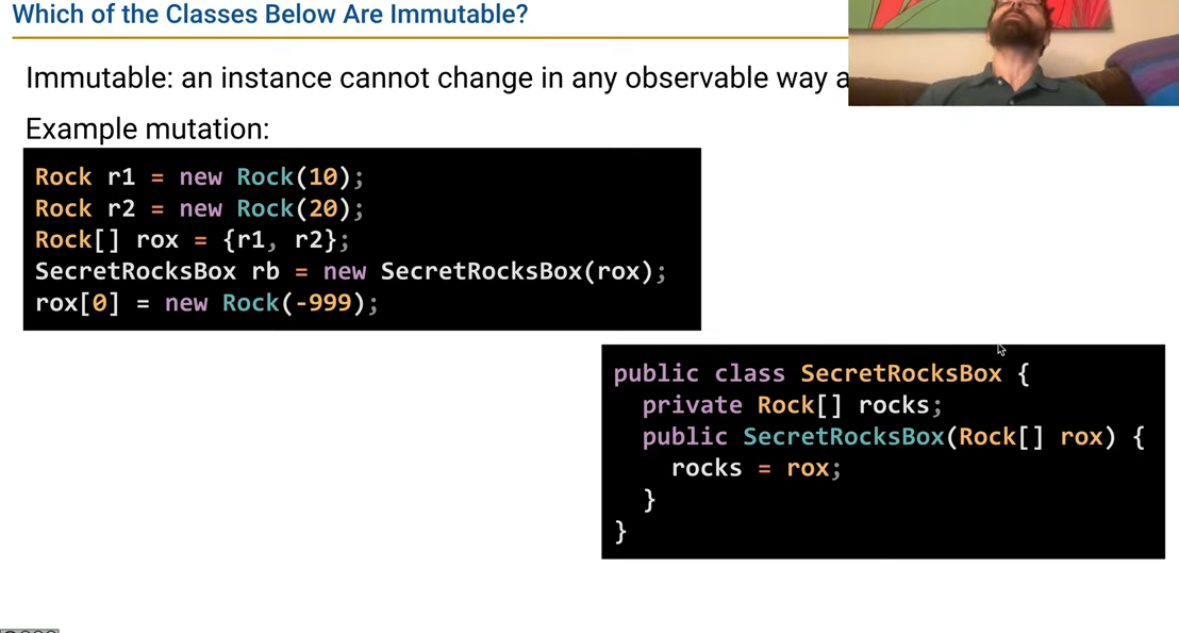 Which of the Classes Below Are Immutable?
Immutable: an instance cannot change in any observable way a
Example mutation:
Rock r1 = new Rock(10);
Rock r2 = new Rock(20);
Rock[] rox = {r1, r2};
SecretRocksBox rb = new SecretRocksBox(rox);
rox[0] = new Rock(-999);
public class SecretRocksBox {
private Rock[] rocks;
public SecretRocksBox(Rock[] rox) {
rocks = rox;
}
}